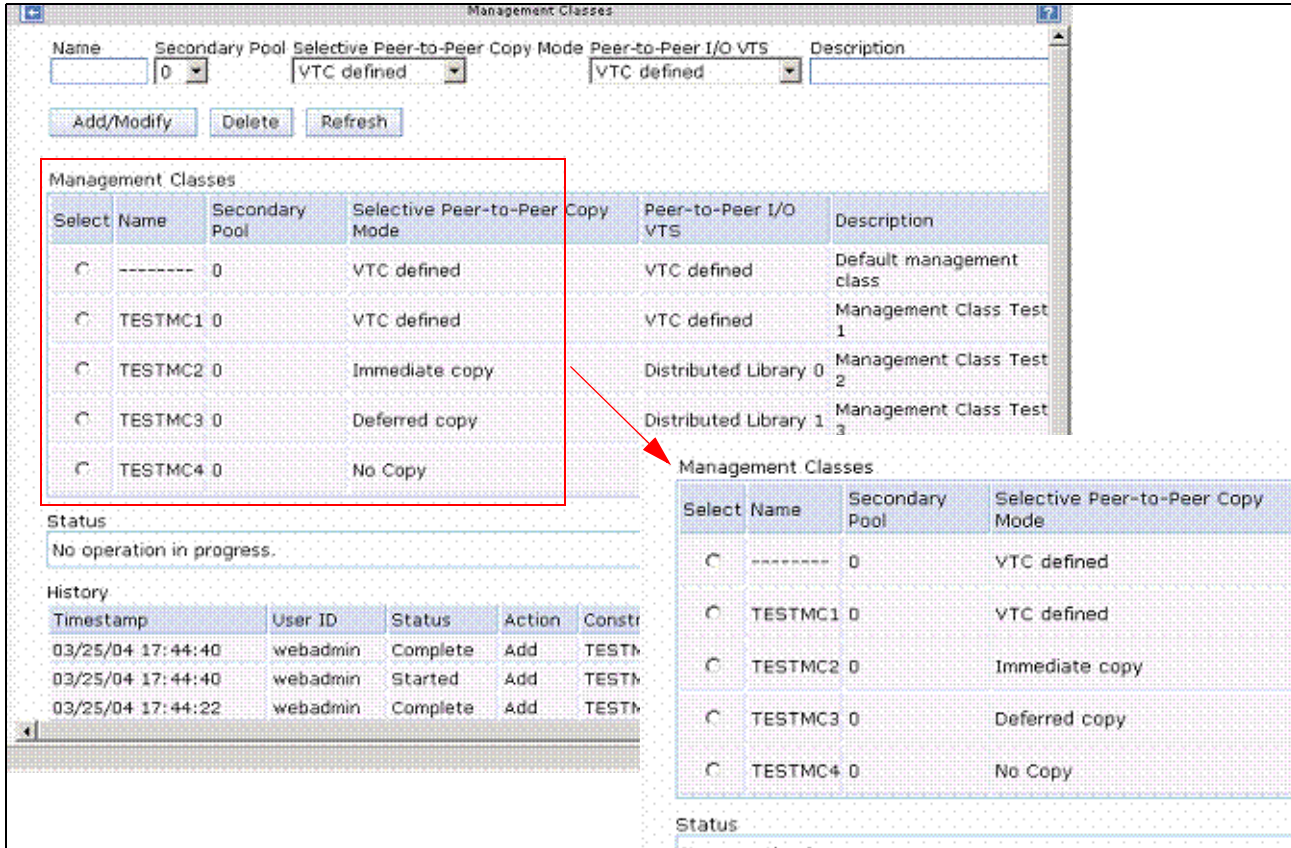 Management Classes
?
Name Secondary Pool Selective Peer-to-Peer Copy Mode Peer-to-Peer I/O VTS Description
0 VTC defined VTC defined
Add/Modify Delete Refresh
Management Classes
Select Name Secondary Pool Selective Peer-to-Peer Copy Mode Peer-to-Peer I/O VTS Description
-------- 0 VTC defined VTC defined Default management class
TESTMC1 0 VTC defined VTC defined Management Class Test 1
TESTMC2 0 Immediate copy Distributed Library 0 Management Class Test 2
TESTMC3 0 Deferred copy Distributed Library 1 Management Class Test 3
TESTMC4 0 No Copy
Status
No operation in progress.
History
Timestamp User ID Status Action Constr
03/25/04 17:44:40 webadmin Complete Add TESTM
03/25/04 17:44:40 webadmin Started Add TESTM
03/25/04 17:44:22 webadmin Complete Add TESTM
Management Classes
Select Name Secondary Pool Selective Peer-to-Peer Copy Mode
-------- 0 VTC defined
TESTMC1 0 VTC defined
TESTMC2 0 Immediate copy
TESTMC3 0 Deferred copy
TESTMC4 0 No Copy
Status